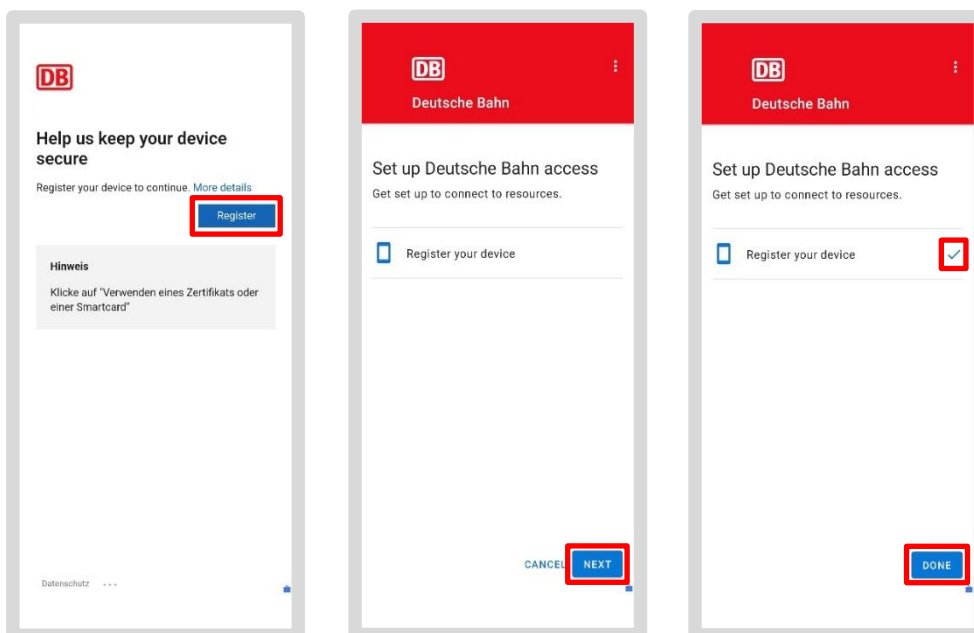 DB
Help us keep your device
secure
Register your device to continue. More details
Register
Hinweis
Klicke auf "Verwenden eines Zertifikats oder
einer Smartcard"
Datenschutz ...
DB
Deutsche Bahn
Set up Deutsche Bahn access
Get set up to connect to resources.
Register your device
CANCEL NEXT
DB
Deutsche Bahn
Set up Deutsche Bahn access
Get set up to connect to resources.
Register your device
DONE